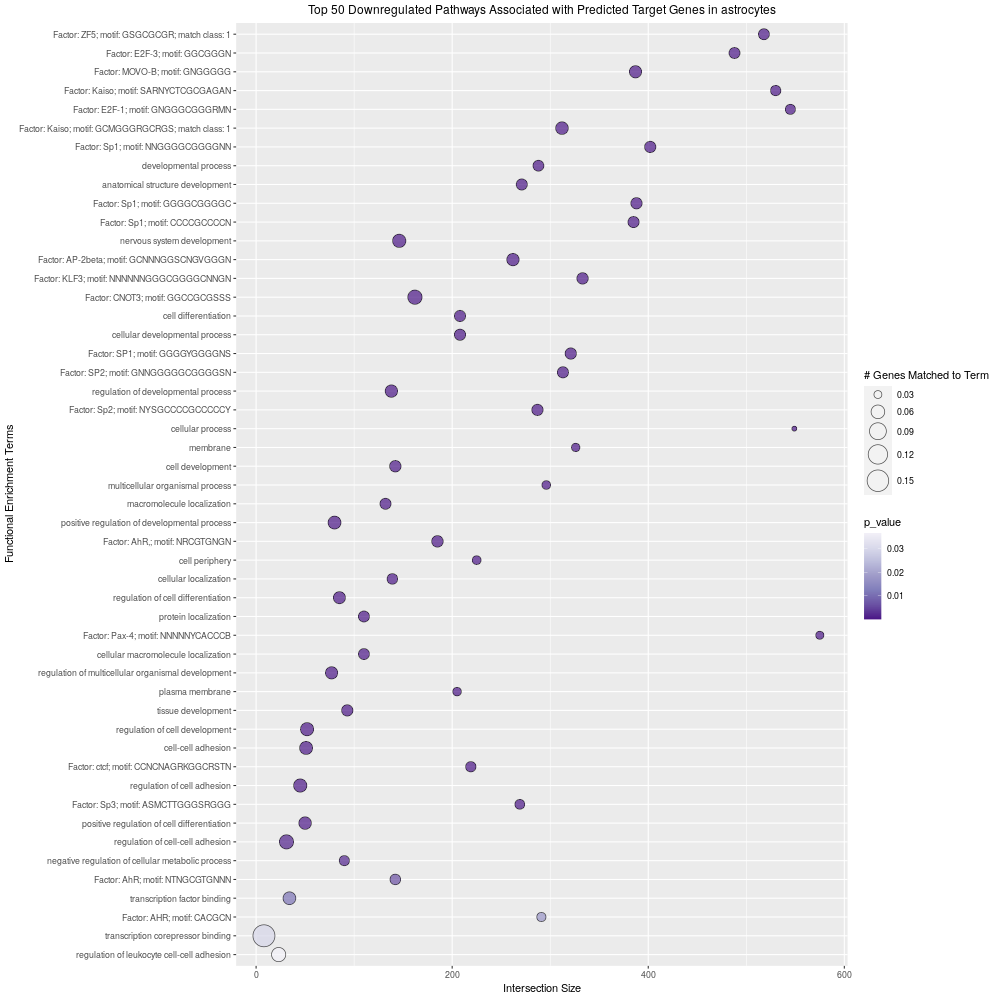 Top 50 Downregulated Pathways Associated with Predicted Target Genes in astrocytes
Functional Enrichment Terms
Factor: ZF5; motif: GSGCGCGR; match class: 1
Factor: E2F-3; motif: GGCGGGN
Factor: MOVO-B; motif: GNGGGGG
Factor: Kaiso; motif: SARNYCTCGCGAGAN
Factor: E2F-1; motif: GNGGGCGGGRMN
Factor: Kaiso; motif: GCMGGGRGCRGS; match class: 1
Factor: Sp1; motif: NNGGGGCGGGGNN
developmental process
anatomical structure development
Factor: Sp1; motif: GGGGCGGGGC
Factor: Sp1; motif: CCCCGCCCCN
nervous system development
Factor: AP-2beta; motif: GCNNNGGSCNGVGGGN
Factor: KLF3; motif: NNNNNNGGGCGGGGCNNGN
Factor: CNOT3; motif: GGCCGCGSSS
cell differentiation
cellular developmental process
Factor: SP1; motif: GGGGYGGGGNS
Factor: SP2; motif: GNNGGGGGCGGGGSN
regulation of developmental process
Factor: Sp2; motif: NYSGCCCCGCCCCCY
cellular process
membrane
cell development
multicellular organismal process
macromolecule localization
positive regulation of developmental process
Factor: AhR,; motif: NRCGTGNGN
cell periphery
cellular localization
regulation of cell differentiation
protein localization
Factor: Pax-4; motif: NNNNNYCACCCB
cellular macromolecule localization
regulation of multicellular organismal development
plasma membrane
tissue development
regulation of cell development
cell-cell adhesion
Factor: ctcf; motif: CCNCNAGRKGGCRSTN
regulation of cell adhesion
Factor: Sp3; motif: ASMCTTGGGSRGGG
positive regulation of cell differentiation
regulation of cell-cell adhesion
negative regulation of cellular metabolic process
Factor: AhR; motif: NTNGCGTGNNN
transcription factor binding
Factor: AHR; motif: CACGCN
transcription corepressor binding
regulation of leukocyte cell-cell adhesion
0 200 400 600
Intersection Size
# Genes Matched to Term
0.03
0.06
0.09
0.12
0.15
p_value
0.03
0.02
0.01